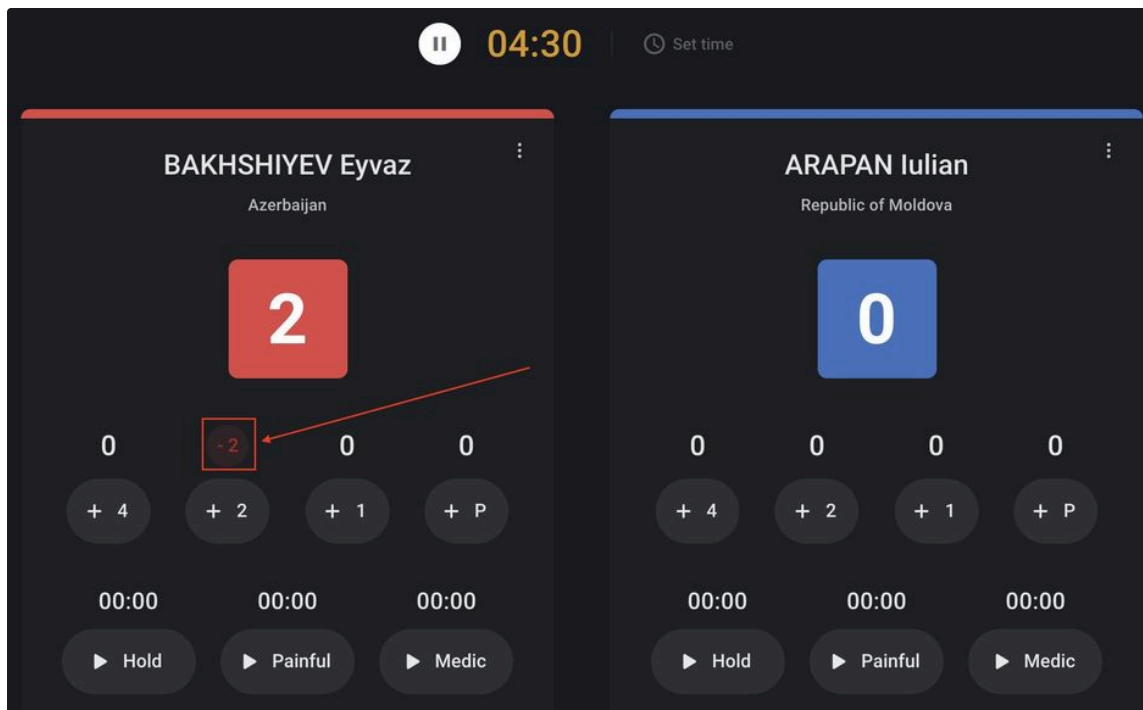 04:30 Set time
BAKHSHIYEV Eyvaz
Azerbaijan
2
0 - 2 0 0
+ 4 + 2 + 1 + P
00:00 00:00 00:00
Hold Painful Medic
ARAPAN Iulian
Republic of Moldova
0
0 0 0 0
+ 4 + 2 + 1 + P
00:00 00:00 00:00
Hold Painful Medic